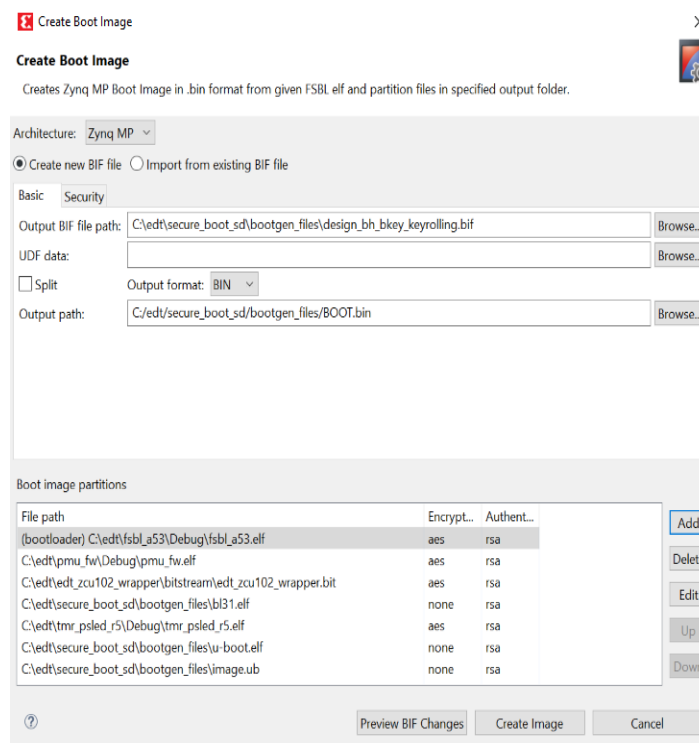 Create Boot Image
Create Boot Image
Creates Zynq MP Boot Image in .bin format from given FSBL elf and partition files in specified output folder.
Architecture: Zynq MP
Create new BIF file Import from existing BIF file
Basic Security
Output BIF file path: C:\edt\secure_boot_sd\bootgen_files\design_bh_bkey_keyrolling.bif Browse..
UDF data: Browse..
Split Output format: BIN
Output path: C:/edt/secure_boot_sd/bootgen_files/BOOT.bin Browse..
Boot image partitions
File path Encrypt... Authent...
(bootloader) C:\edt\fsbl_a53\Debug\fsbl_a53.elf aes rsa
C:\edt\pmu_fw\Debug\pmu_fw.elf aes rsa
C:\edt\edt_zcu102_wrapper\bitstream\edt_zcu102_wrapper.bit aes rsa
C:\edt\secure_boot_sd\bootgen_files\bl31.elf none rsa
C:\edt\tmr_psled_r5\Debug\tmr_psled_r5.elf aes rsa
C:\edt\secure_boot_sd\bootgen_files\u-boot.elf none rsa
C:\edt\secure_boot_sd\bootgen_files\image.ub none rsa
Add
Delet
Edit
Up
Down
? Preview BIF Changes Create Image Cancel